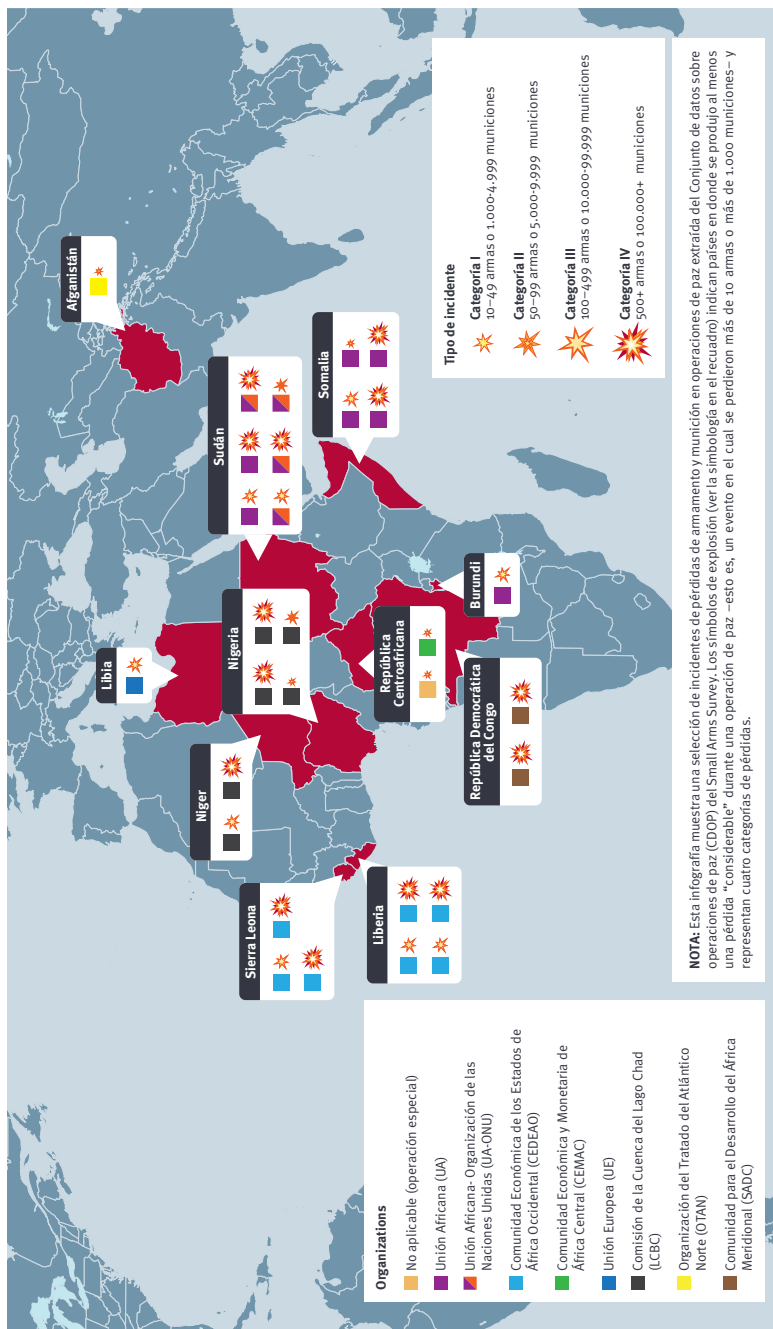 Afganistán
Libia
Sudán
Niger
Nigeria
Somalia
Sierra Leona
República
Centroafricana
Liberia
Burundi
República Democrática
del Congo
Organizations
No aplicable (operación especial)
Unión Africana (UA)
Unión Africana- Organización de las
Naciones Unidas (UA-ONU)
Comunidad Económica de los Estados de
África Occidental (CEDEAO)
Comunidad Económica y Monetaria de
África Central (CEMAC)
Unión Europea (UE)
Comisión de la Cuenca del Lago Chad
(LCBC)
Organización del Tratado del Atlántico
Norte (OTAN)
Comunidad para el Desarrollo del África
Meridional (SADC)
Tipo de incidente
Categoría I
10–49 armas o 1.000-4.999 municiones
Categoría II
50–99 armas o 5.000-9.999 municiones
Categoría III
100–499 armas o 10.000-99.999 municiones
Categoría IV
500+ armas o 100.000+ municiones
NOTA: Esta infografía muestra una selección de incidentes de pérdidas de armamento y munición en operaciones de paz extraída del Conjunto de datos sobre
operaciones de paz (CDOP) del Small Arms Survey. Los símbolos de explosión (ver la simbología en el recuadro) indican países en donde se produjo al menos
una pérdida “considerable” durante una operación de paz –esto es, un evento en el cual se perdieron más de 10 armas o más de 1.000 municiones– y
representan cuatro categorías de pérdidas.